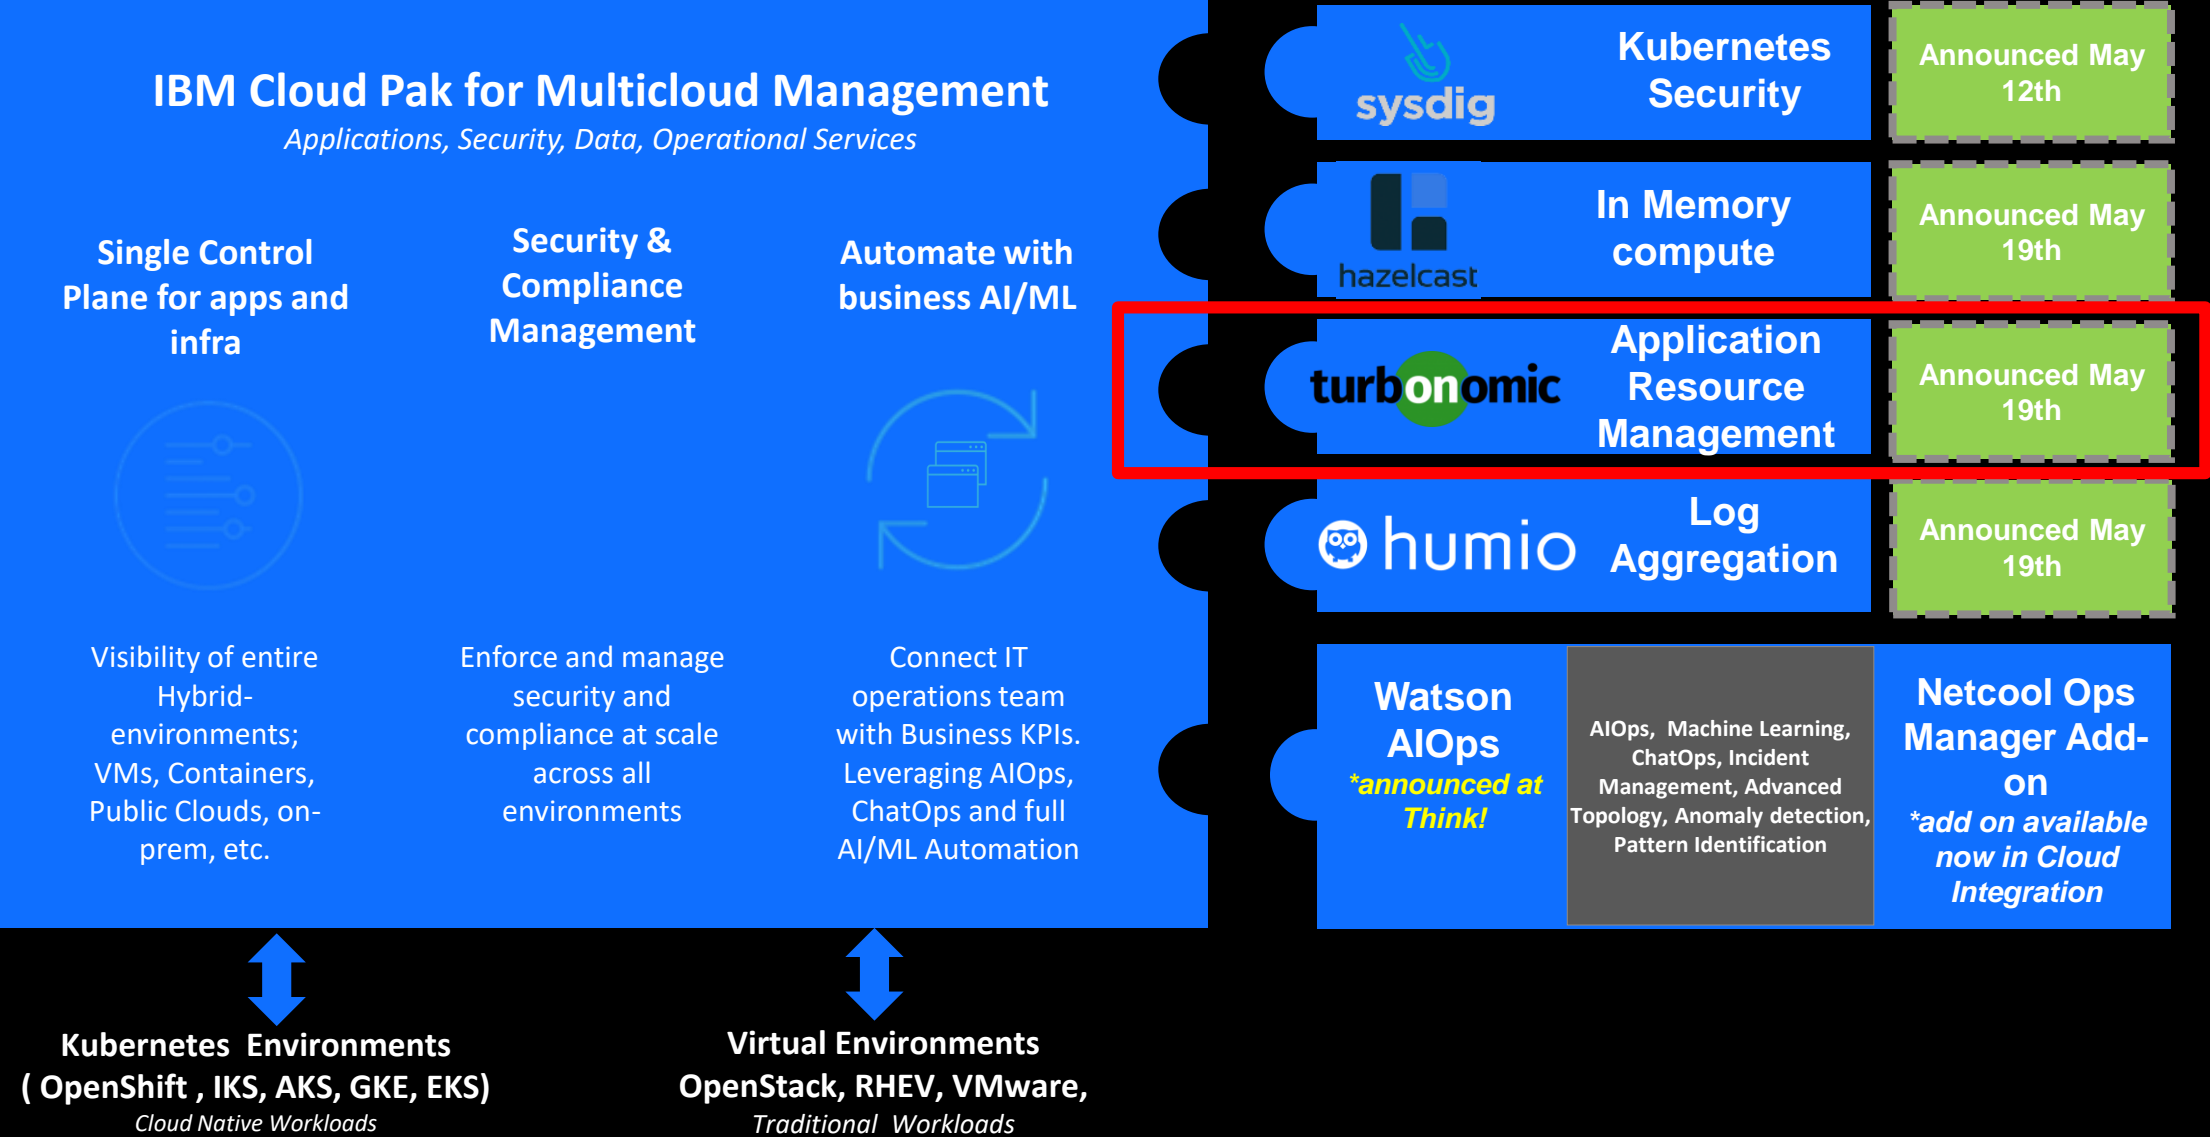 IBM Cloud Pak for Multicloud Management
Applications, Security, Data, Operational Services
Single Control
Plane for apps and
infra
Security &
Compliance
Management
Automate with
business AI/ML
Visibility of entire
Hybrid-
environments;
VMs, Containers,
Public Clouds, on-
prem, etc.
Enforce and manage
security and
compliance at scale
across all
environments
Connect IT
operations team
with Business KPIs.
Leveraging AIOps,
ChatOps and full
AI/ML Automation
sysdig
Kubernetes
Security
Announced May
12th
hazelcast
In Memory
compute
Announced May
19th
turbonomic
Application
Resource
Management
Announced May
19th
humio
Log
Aggregation
Announced May
19th
Watson
AIOps
*announced at
Think!
AIOps, Machine Learning,
ChatOps, Incident
Management, Advanced
Topology, Anomaly detection,
Pattern Identification
Netcool Ops
Manager Add-
on
*add on available
now in Cloud
Integration
Kubernetes Environments
( OpenShift , IKS, AKS, GKE, EKS)
Cloud Native Workloads
Virtual Environments
OpenStack, RHEV, VMware,
Traditional Workloads